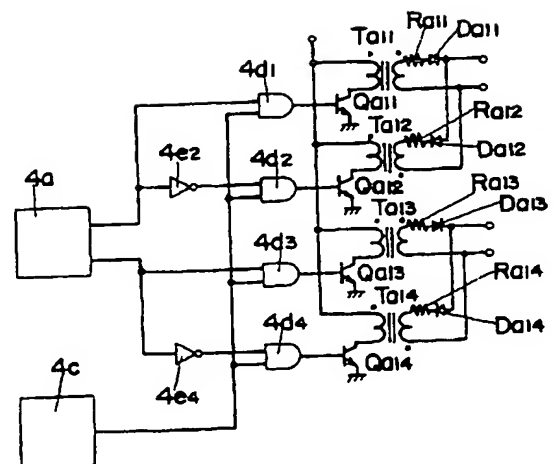 Ra11
Da11
Ta11
4d1
Qa11
Ra12
Ta12
4e2
4d2
Da12
4a
Qa12
Ra13
Ta13
Da13
4d3
Qa13
Ra14
Ta14
4d4
Da14
4c
4e4
Qa14